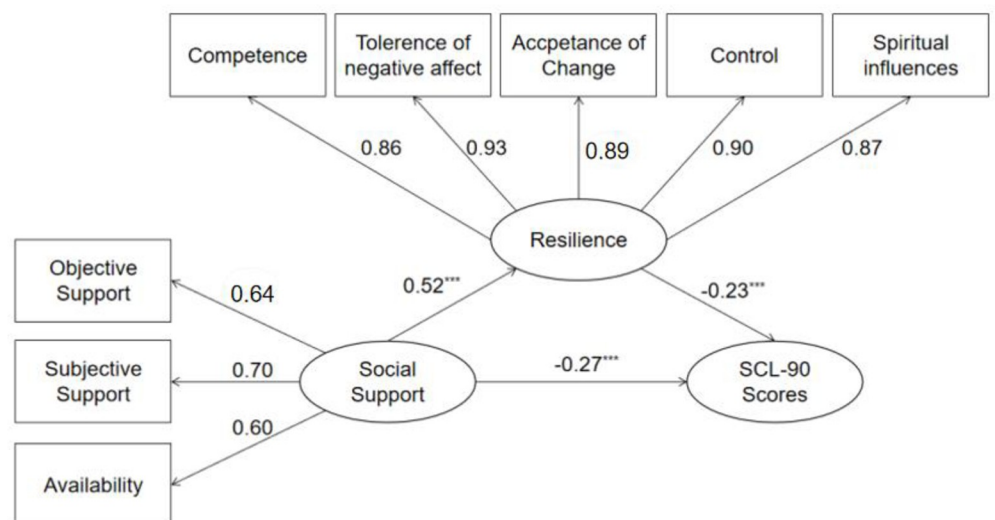 Competence
Tolerence of
negative affect
Accpetance of
Change
Control
Spiritual
influences
0.86
0.93
0.89
0.90
0.87
Resilience
Objective
Support
0.64
0.52***
-0.23***
Subjective
Support
0.70
Social
Support
-0.27***
SCL-90
Scores
0.60
Availability